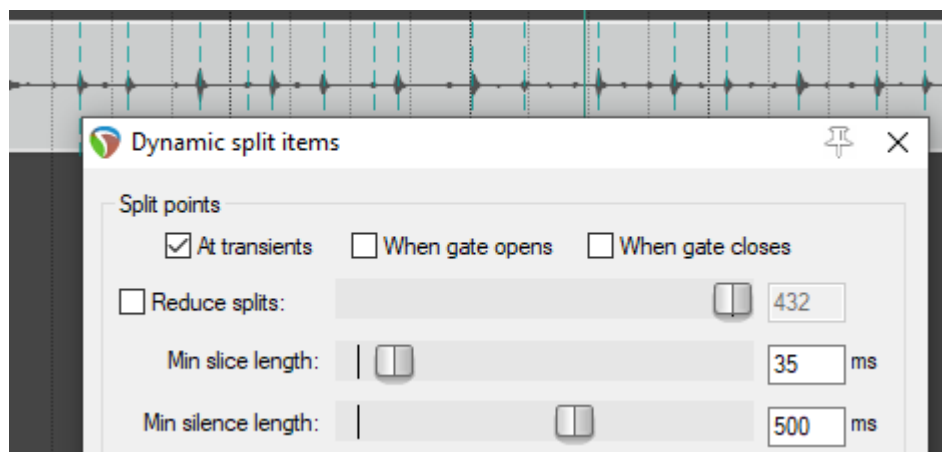 Dynamic split items
Split points
At transients When gate opens When gate closes
Reduce splits: 432
Min slice length: 35 ms
Min silence length: 500 ms